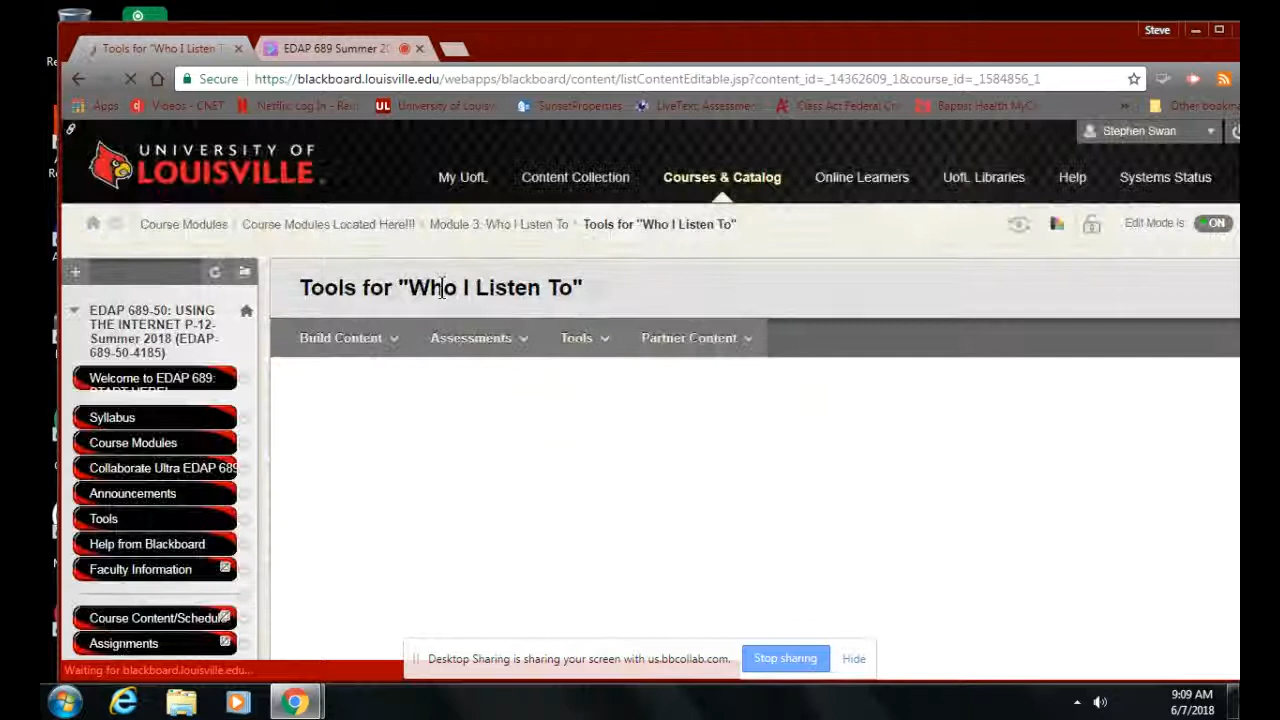 Steve
Tools for "Who I Listen T
EDAP 689 Summer 20
Secure
https://blackboard.louisville.edu/webapps/blackboard/content/listContentEditable.jsp?content_id=_14362609_1&course_id=_1584856_1
Apps
Videos - CNET
Netflix Log In - Rev
UL University of Louisv
SunsetProperties
LiveText Assessme
Class Act Federal Cr
Baptist Health MyC
»
Other bookma
Stephen Swan
UNIVERSITY OF
LOUISVILLE
My UofL
Content Collection
Courses & Catalog
Online Learners
UofL Libraries
Help
Systems Status
Course Modules
Course Modules Located Here!!!
Module 3: Who I Listen To
Tools for "Who I Listen To"
Edit Mode is:
ON
Tools for "Who I Listen To"
Build Content
Assessments
Tools
Partner Content
EDAP 689-50: USING
THE INTERNET P-12-
Summer 2018 (EDAP-
689-50-4185)
Welcome to EDAP 689:
START HERE!
Syllabus
Course Modules
Collaborate Ultra EDAP 689
Announcements
Tools
Help from Blackboard
Faculty Information
Course Content/Schedu
Assignments
Desktop Sharing is sharing your screen with us.bbcollab.com.
Stop sharing
Hide
Waiting for blackboard.louisville.edu...
9:09 AM
6/7/2018